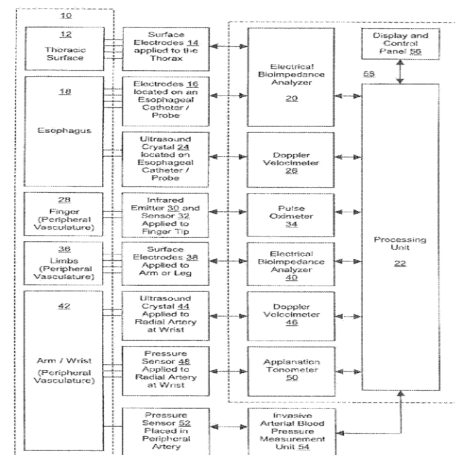 10
12
Thoracic
Surface
Surface
Electrodes 14
applied to the
Thorax
Electrical
Bioimpedance
Analyzer
20
Display and
Control
Panel 56
58
18
Esophagus
Electrodes 16
located on an
Esophageal
Catheter /
Probe
Ultrasound
Crystal 24
located on
Esophageal
Catheter /
Probe
Doppler
Velocimeter
26
28
Finger
(Peripheral
Vasculature)
Infrared
Emitter 30 and
Sensor 32
Applied to
Finger Tip
Pulse
Oximeter
34
Processing
Unit
22
36
Limbs
(Peripheral
Vasculature)
Surface
Electrodes 38
Applied to
Arm or Leg
Electrical
Bioimpedance
Analyzer
40
42
Arm / Wrist
(Peripheral
Vasculature)
Ultrasound
Crystal 44
Applied to
Radial Artery
at Wrist
Doppler
Velocimeter
46
Pressure
Sensor 48
Applied to
Radial Artery
at Wrist
Applanation
Tonometer
50
Pressure
Sensor 52
Placed in
Peripheral
Artery
Invasive
Arterial Blood
Pressure
Measurement
Unit 54